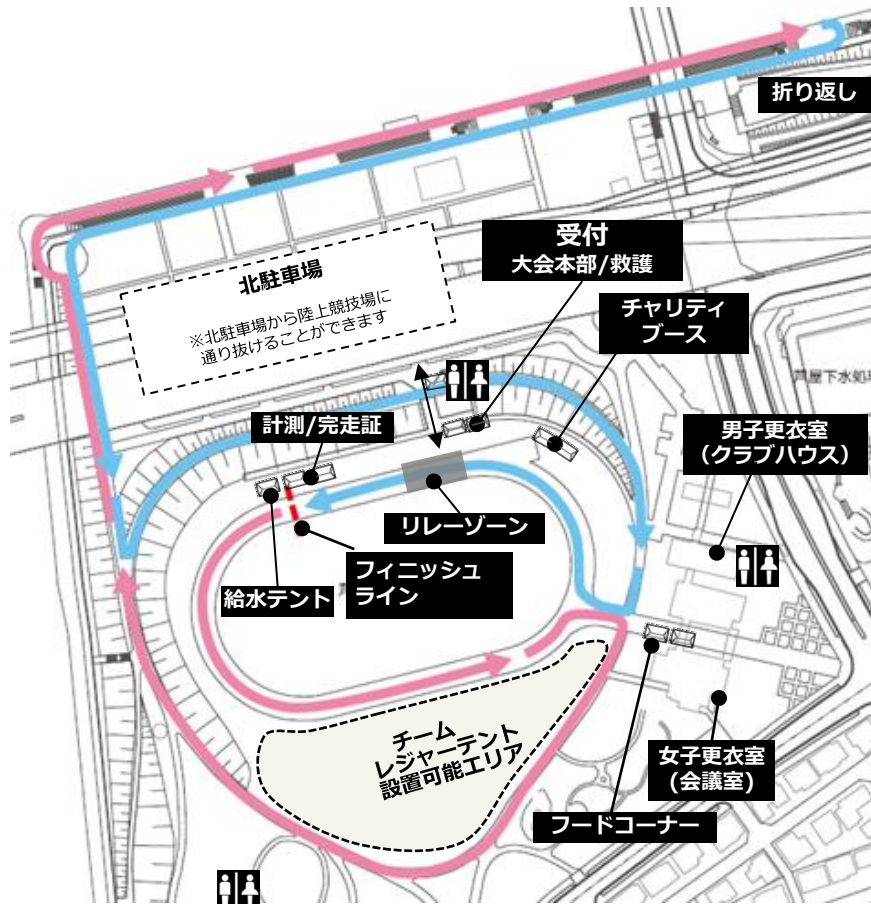 折り返し
受付
大会本部/救護
北駐車場
※北駐車場から陸上競技場に
通り抜けることができます
チャリティ
ブース
芦屋下水処
計測/完走証
男子更衣室
(クラブハウス)
リレーゾーン
フィニッシュ
ライン
給水テント
チーム
レジャーテント
設置可能エリア
女子更衣室
(会議室)
フードコーナー